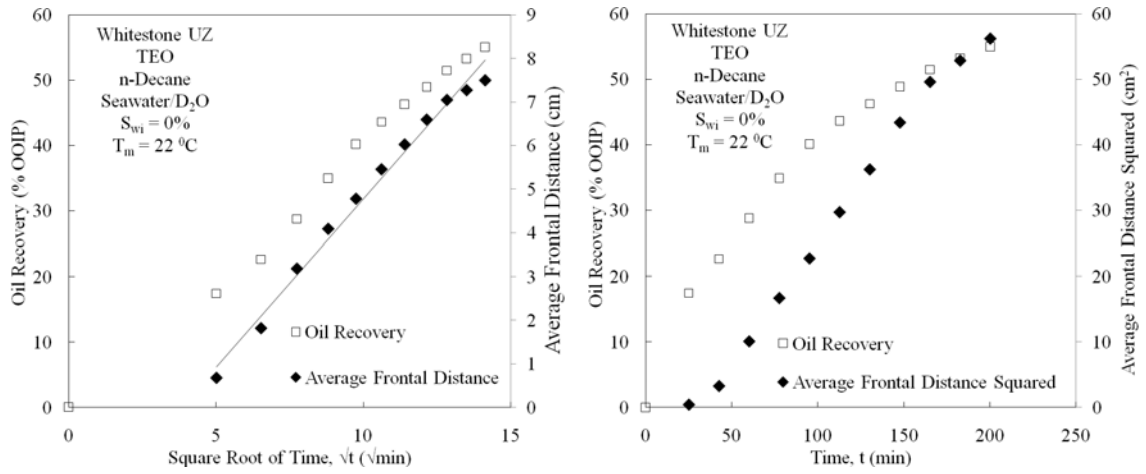 Whitestone UZ
TEO
n-Decane
Seawater/D₂O
S_wi = 0%
T_m = 22 ⁰C
Oil Recovery (% OOIP)
60
50
40
30
20
10
0
Average Frontal Distance (cm)
9
8
7
6
5
4
3
2
1
0
Oil Recovery
Average Frontal Distance
0 5 10 15
Square Root of Time, √t (√min)
Whitestone UZ
TEO
n-Decane
Seawater/D₂O
S_wi = 0%
T_m = 22 ⁰C
Oil Recovery (% OOIP)
60
50
40
30
20
10
0
Average Frontal Distance Squared (cm²)
60
50
40
30
20
10
0
Oil Recovery
Average Frontal Distance Squared
0 50 100 150 200 250
Time, t (min)